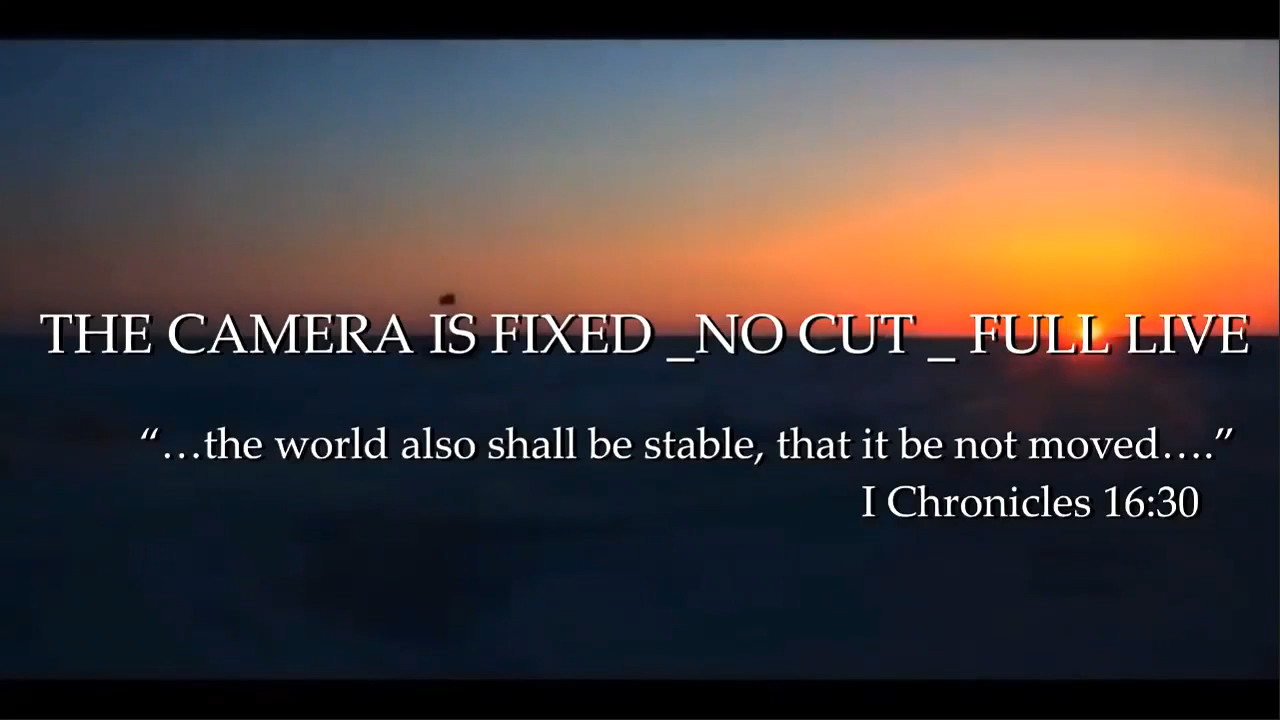 THE CAMERA IS FIXED _NO CUT _ FULL LIVE
“…the world also shall be stable, that it be not moved….”
I Chronicles 16:30